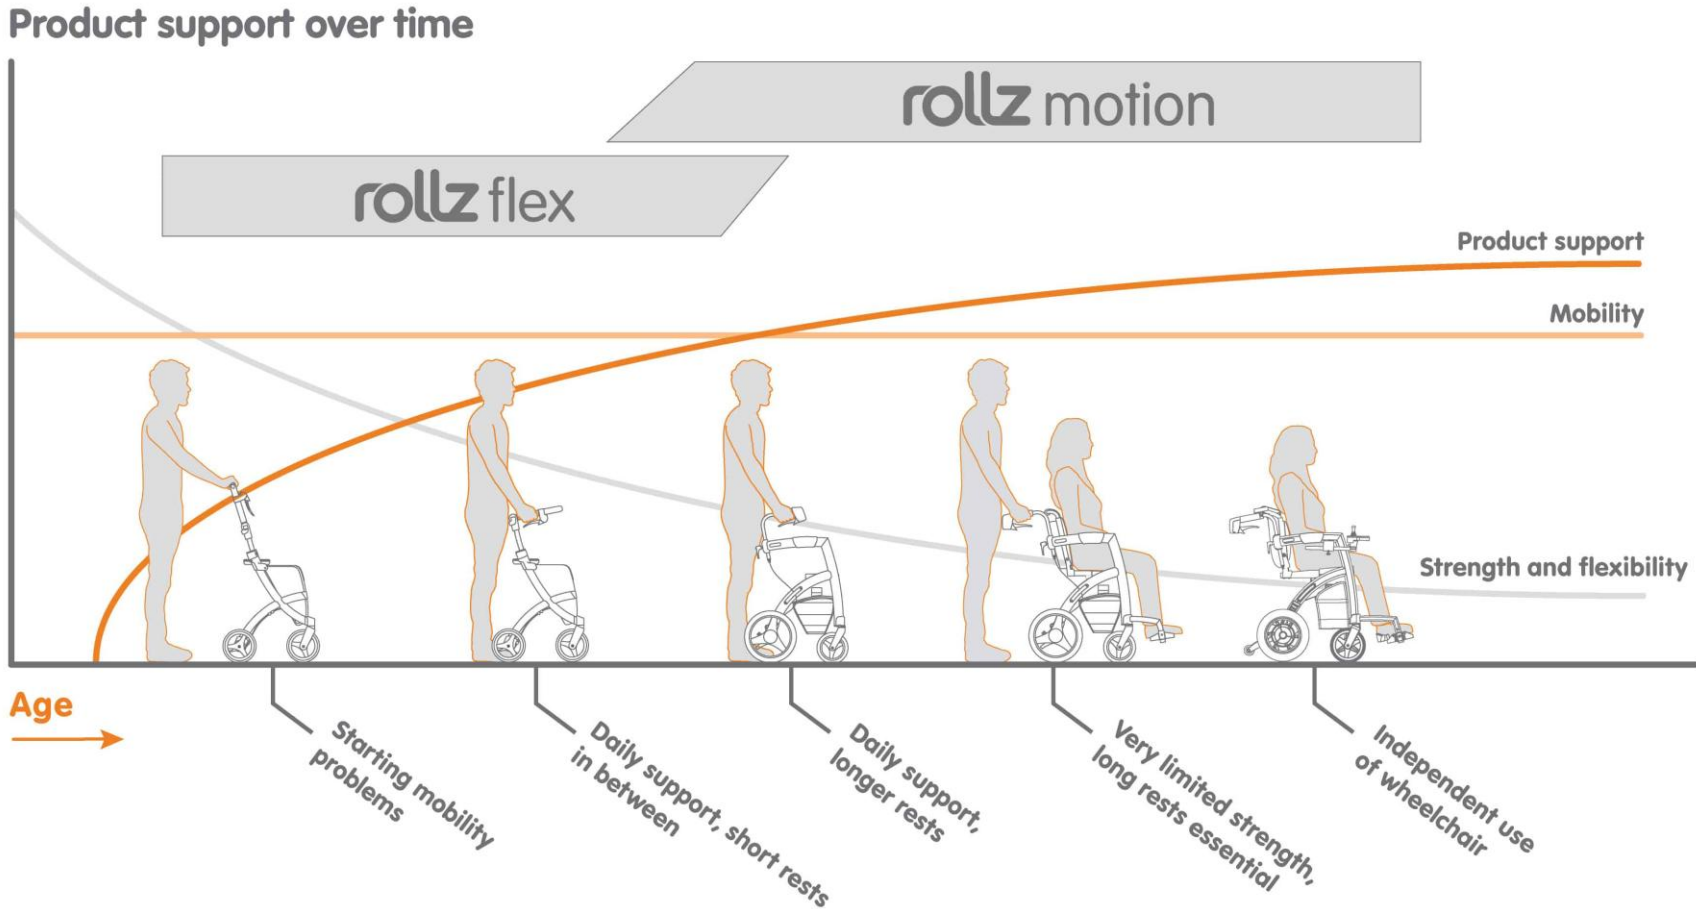 Product support over time
rollz motion
rollz flex
Product support
Mobility
Strength and flexibility
Age
Starting mobility
problems
Daily support, short rests
in between
Daily support,
longer rests
Very limited strength,
long rests essential
Independent use
of wheelchair